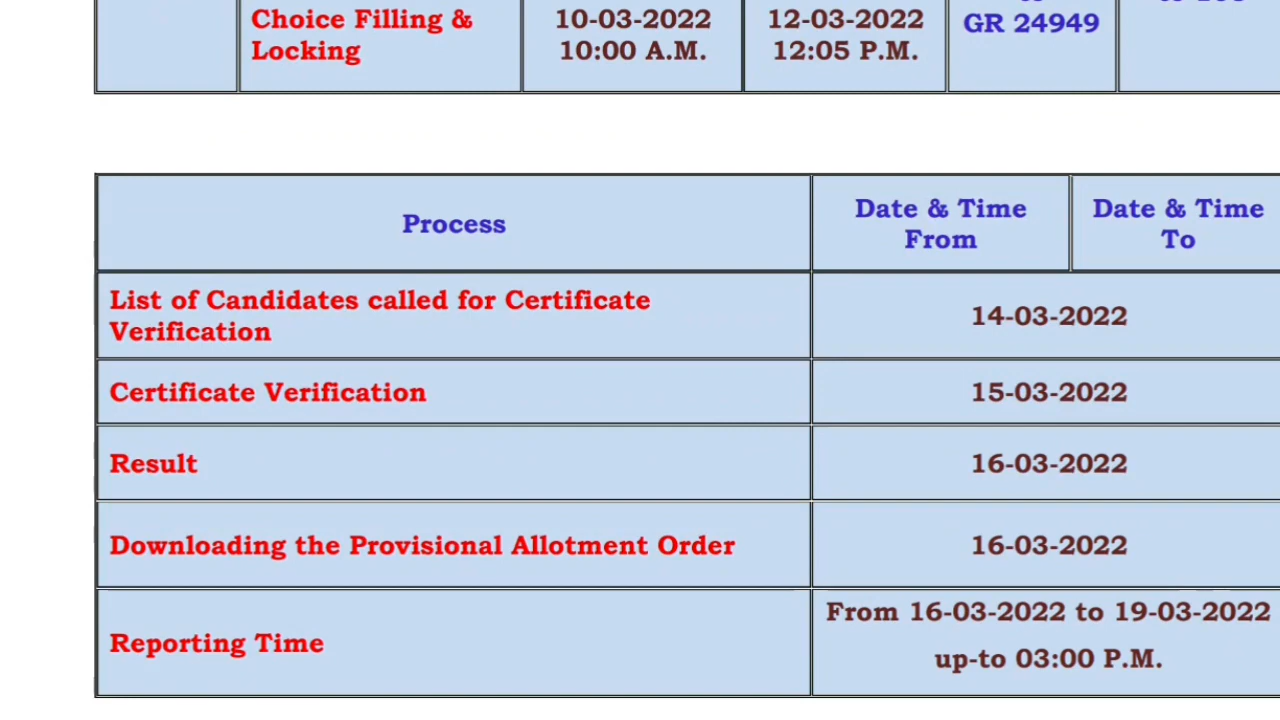 Choice Filling &
Locking
10-03-2022
10:00 A.M.
12-03-2022
12:05 P.M.
GR 24949
Process
Date & Time
From
Date & Time
To
List of Candidates called for Certificate
Verification
14-03-2022
Certificate Verification
15-03-2022
Result
16-03-2022
Downloading the Provisional Allotment Order
16-03-2022
Reporting Time
From 16-03-2022 to 19-03-2022
up-to 03:00 P.M.